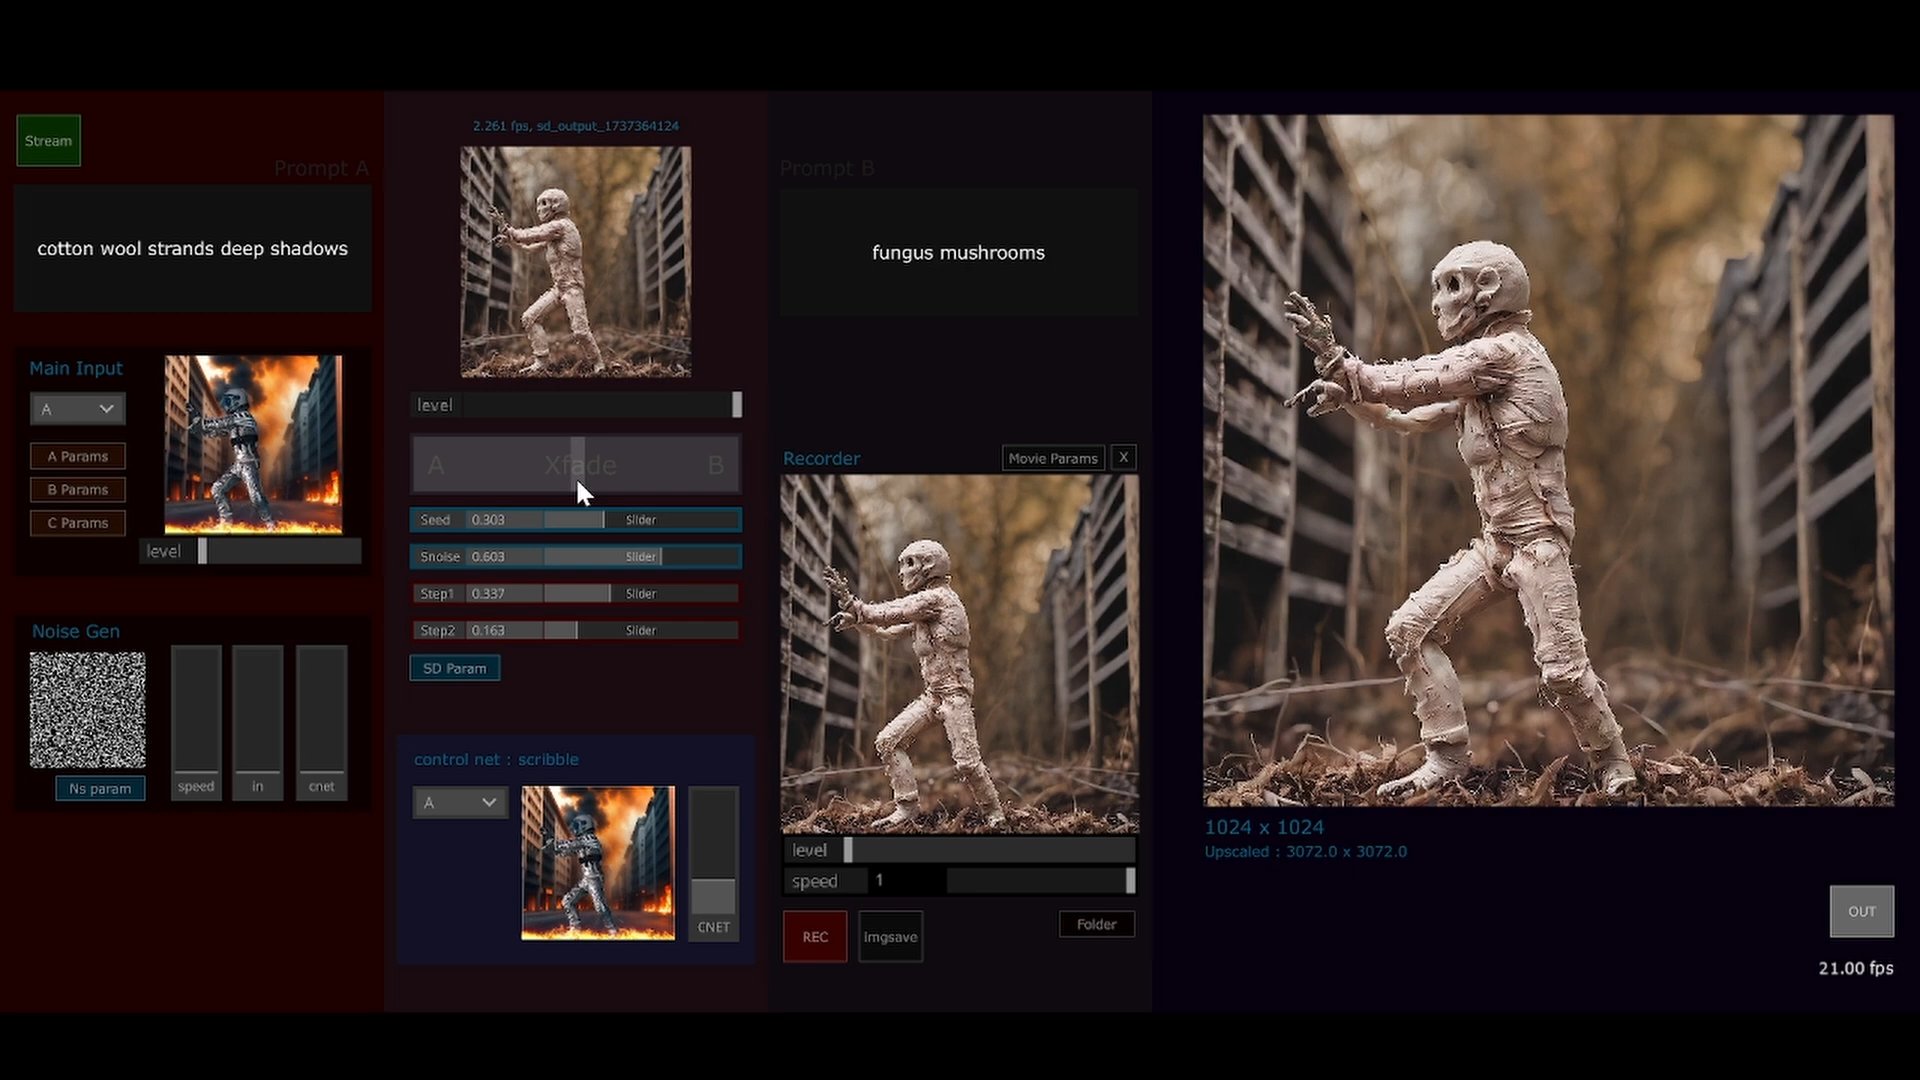 Stream
Prompt A
cotton wool strands deep shadows
Main Input
A
A Params
B Params
C Params
level
Noise Gen
Ns param
speed
in
cnet
2.261 fps, sd_output_1737364124
level
A Xfade B
Seed 0.303 Slider
Snoise 0.603 Slider
Step1 0.337 Slider
Step2 0.163 Slider
SD Param
control net : scribble
A
CNET
Prompt B
fungus mushrooms
Recorder
Movie Params
X
level
speed 1
REC
Imgsave
Folder
1024 x 1024
Upscaled : 3072.0 x 3072.0
OUT
21.00 fps